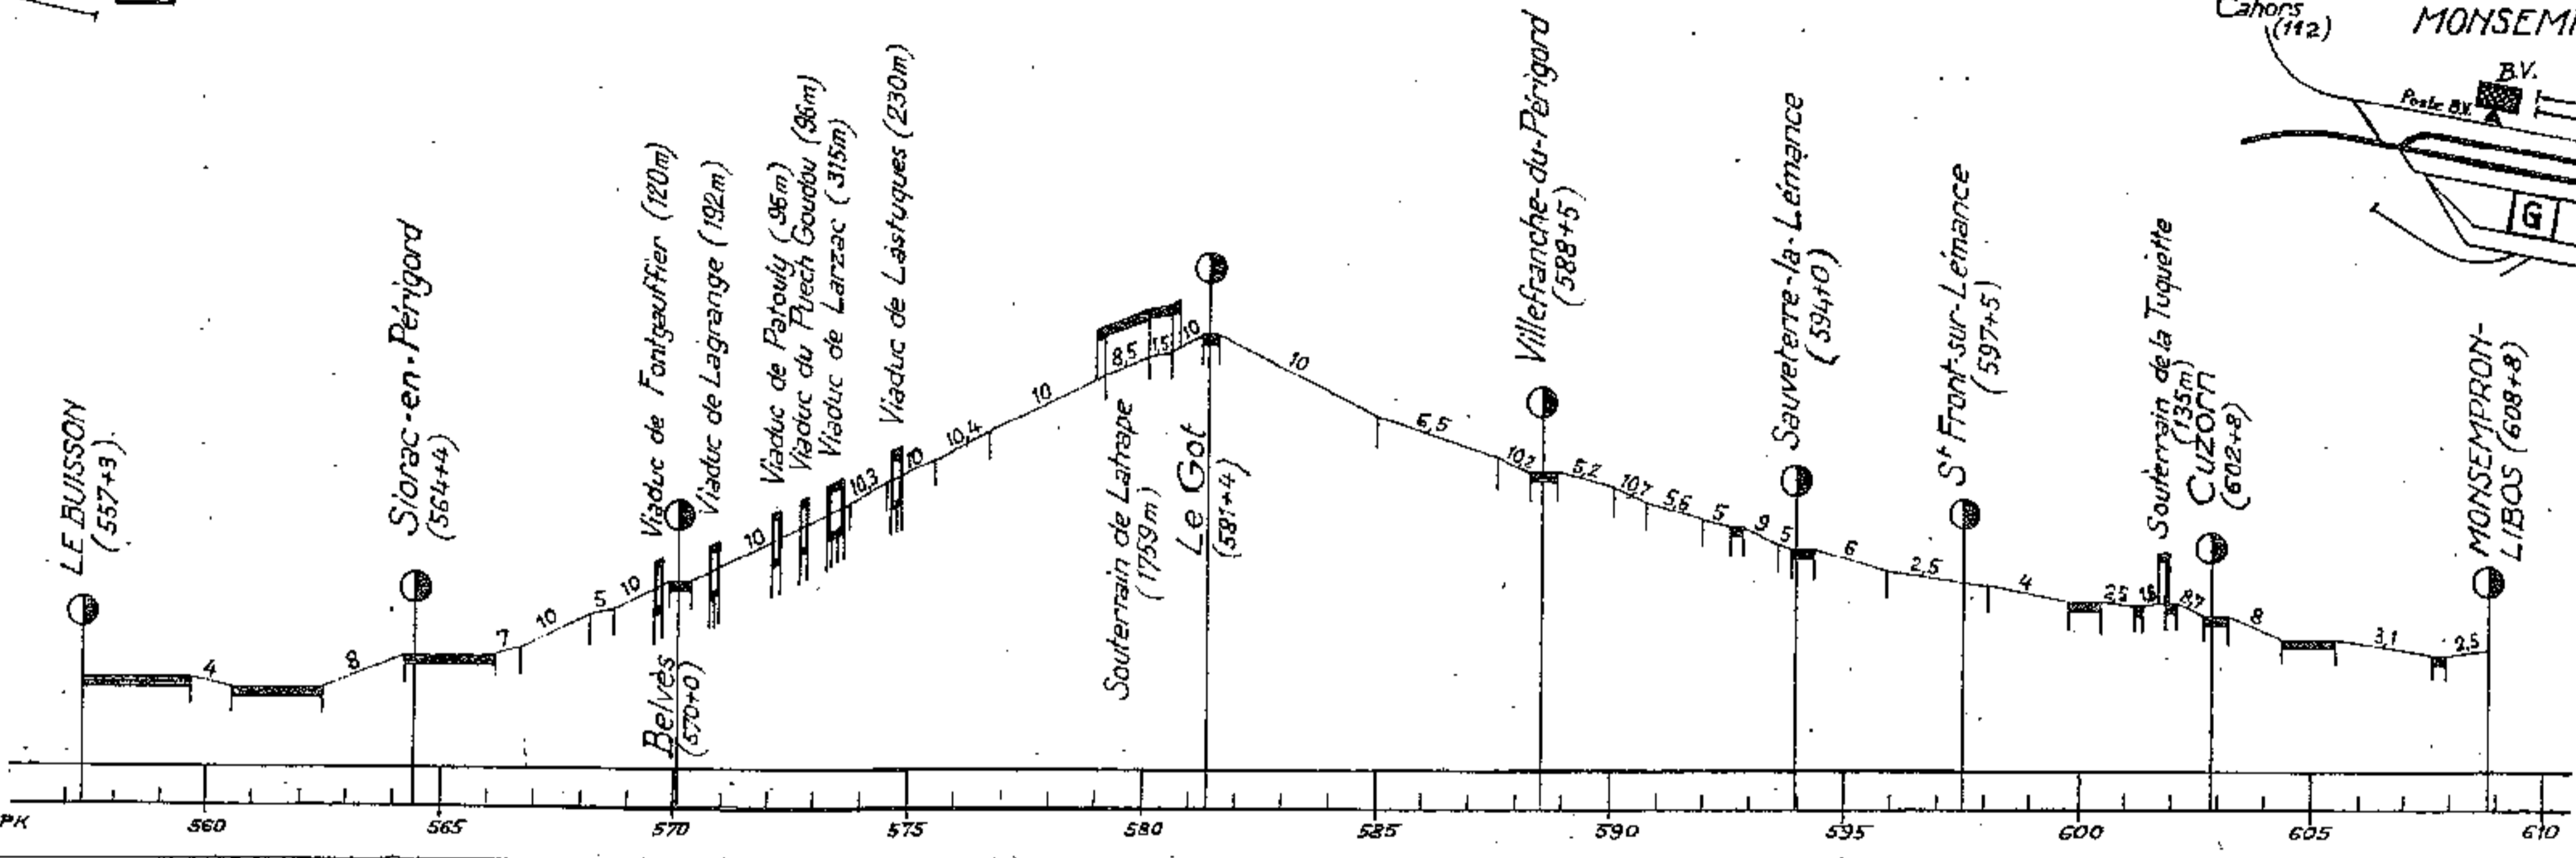 Cahors
(112)
MONSEMP
B.V.
Poste BV.
G
LE BUISSON
(557+3)
Siorac-en-Périgord
(564+4)
Viaduc de Fontgauffier (120m)
Belvès
(570+0)
Viaduc de Lagrange (192m)
Viaduc de Patouly (96m)
Viaduc du Puech Goudou (96m)
Viaduc de Larzac (315m)
Viaduc de Lastuques (230m)
Souterrain de Latrape
(1759m)
Le Got
(581+4)
Villefranche-du-Périgord
(588+5)
Sauveterre-la-Lémance
(594+0)
St Front-sur-Lémance
(597+5)
Souterrain de la Tuquette
(135m)
Cuzorn
(602+8)
MONSEMPRON-
LIBOS (608+8)
4 8 7 10 5 10 10 10,3 10 10,4 10 8,5 1,5 10 10 6,5 10,2 5,2 10,7 5,6 5 9 5 6 2,5 4 2,5 1,5 8,7 8 3,1 2,5
PK 560 565 570 575 580 585 590 595 600 605 610